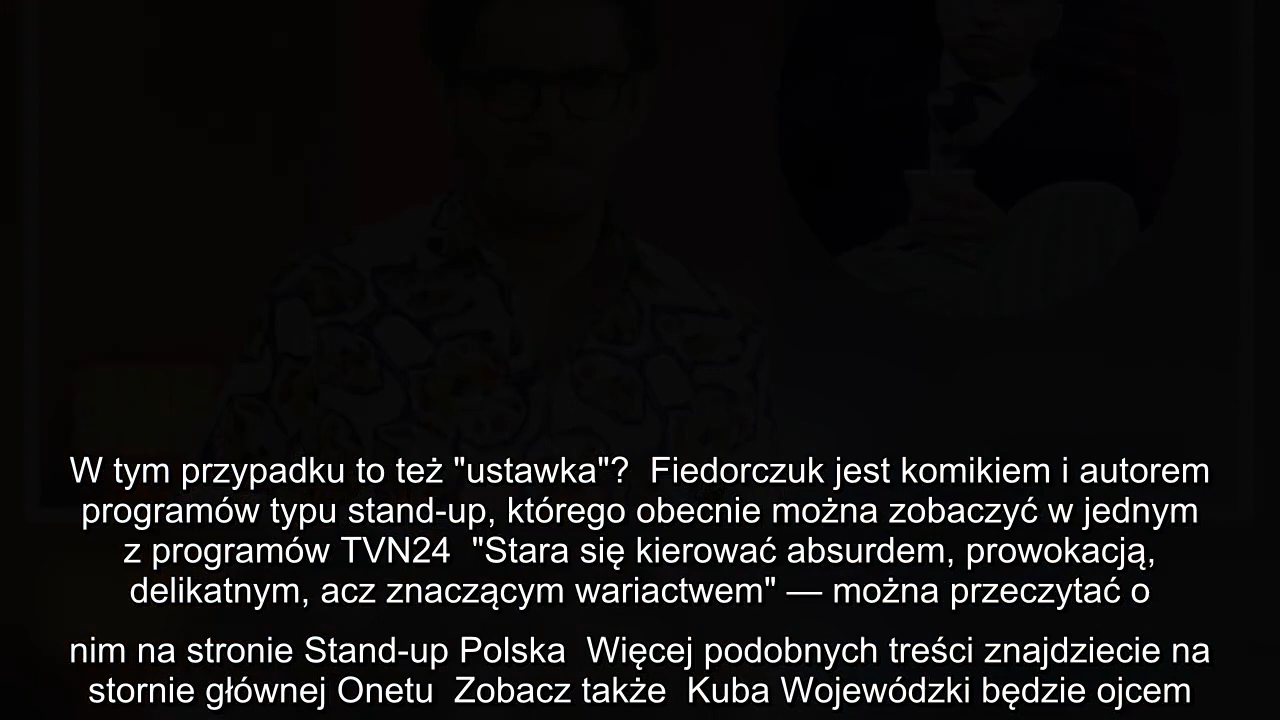 W tym przypadku to też "ustawka"?  Fiedorczuk jest komikiem i autorem
programów typu stand-up, którego obecnie można zobaczyć w jednym
z programów TVN24  "Stara się kierować absurdem, prowokacją,
delikatnym, acz znaczącym wariactwem" — można przeczytać o
nim na stronie Stand-up Polska  Więcej podobnych treści znajdziecie na
stornie głównej Onetu  Zobacz także  Kuba Wojewódzki będzie ojcem